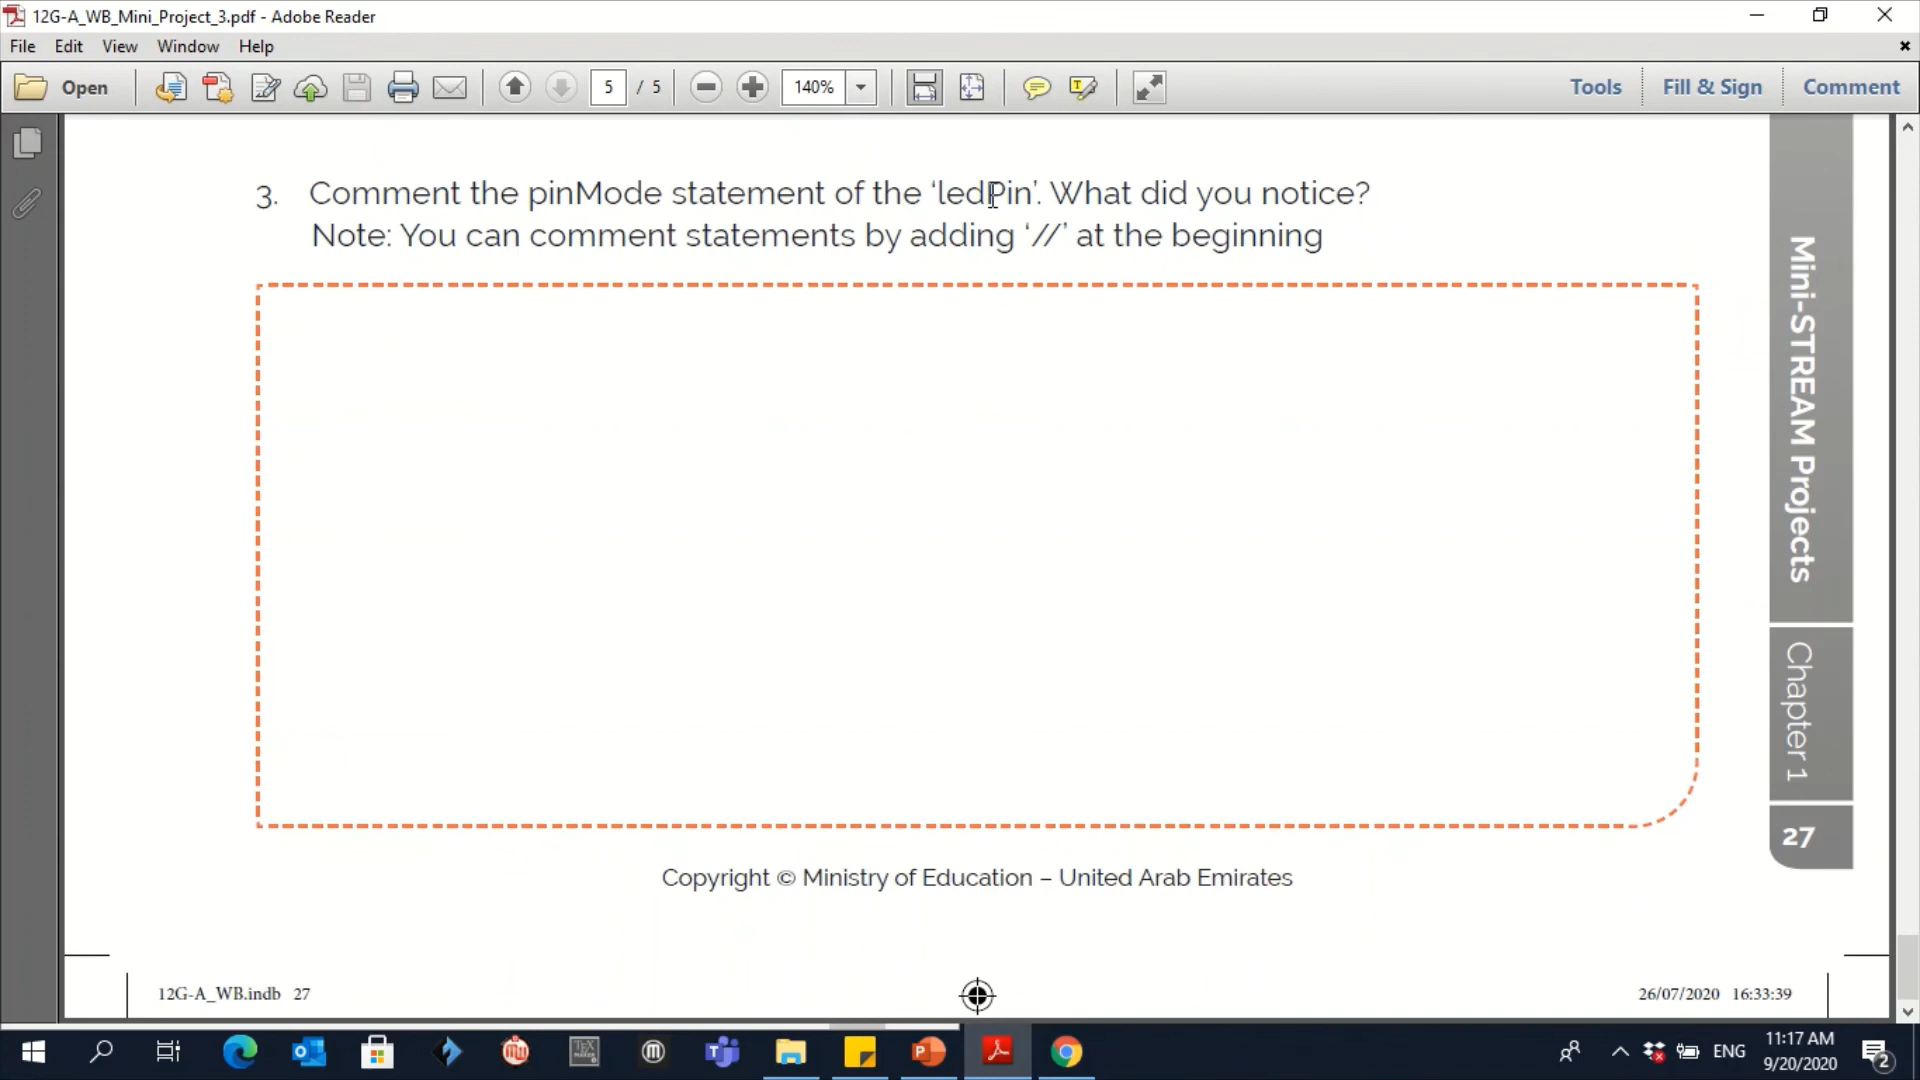 12G-A_WB_Mini_Project_3.pdf - Adobe Reader
File Edit View Window Help
Open 5 / 5 140% Tools Fill & Sign Comment
3. Comment the pinMode statement of the ‘ledPin’. What did you notice?
Note: You can comment statements by adding ‘//’ at the beginning
Mini-STREAM Projects
Chapter 1
27
Copyright © Ministry of Education – United Arab Emirates
12G-A_WB.indb 27
26/07/2020 16:33:39
ENG
11:17 AM
9/20/2020
2